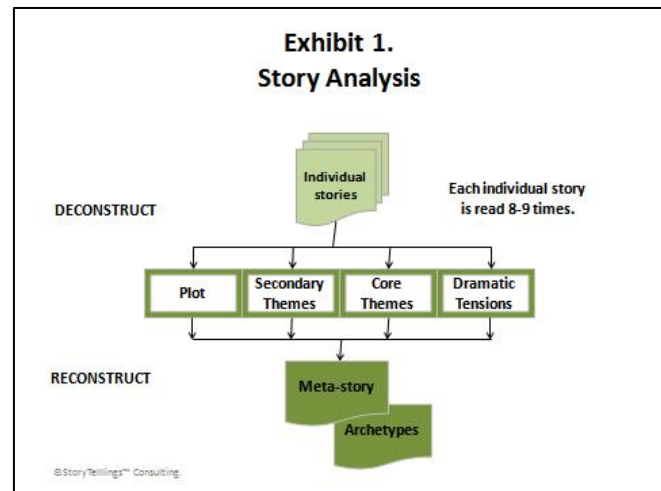 Exhibit 1.
Story Analysis
Individual
stories
Each individual story
is read 8-9 times.
DECONSTRUCT
Plot
Secondary
Themes
Core
Themes
Dramatic
Tensions
RECONSTRUCT
Meta-story
Archetypes
©StoryTelllings™ Consulting.